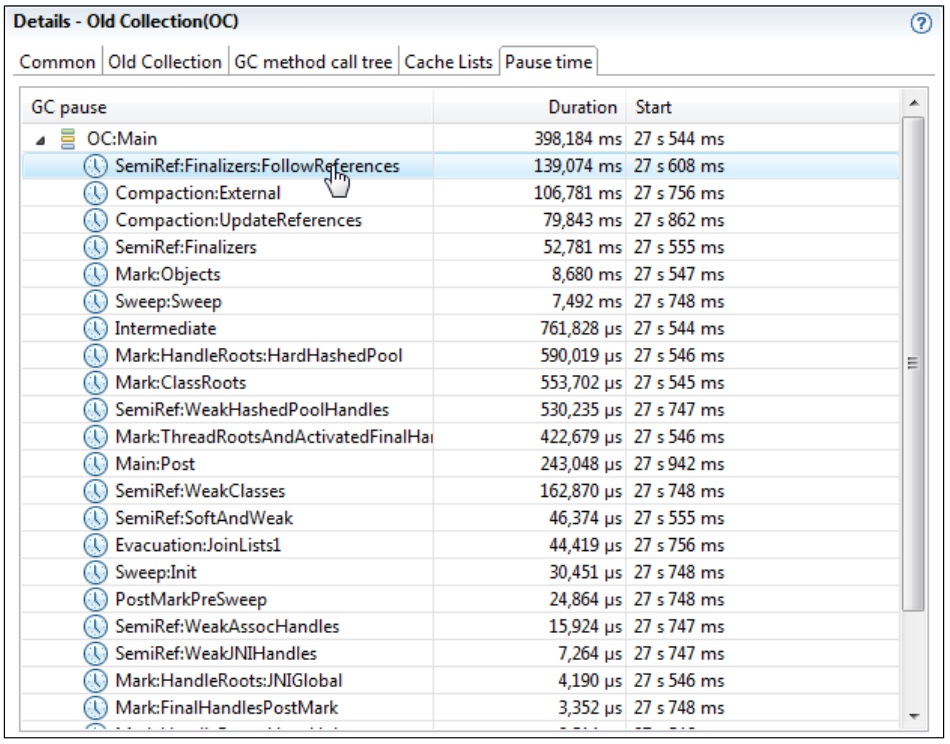 Details - Old Collection(OC)
Common Old Collection GC method call tree Cache Lists Pause time
GC pause Duration Start
OC:Main 398,184 ms 27 s 544 ms
SemiRef:Finalizers:FollowReferences 139,074 ms 27 s 608 ms
Compaction:External 106,781 ms 27 s 756 ms
Compaction:UpdateReferences 79,843 ms 27 s 862 ms
SemiRef:Finalizers 52,781 ms 27 s 555 ms
Mark:Objects 8,680 ms 27 s 547 ms
Sweep:Sweep 7,492 ms 27 s 748 ms
Intermediate 761,828 µs 27 s 544 ms
Mark:HandleRoots:HardHashedPool 590,019 µs 27 s 546 ms
Mark:ClassRoots 553,702 µs 27 s 545 ms
SemiRef:WeakHashedPoolHandles 530,235 µs 27 s 747 ms
Mark:ThreadRootsAndActivatedFinalHar 422,679 µs 27 s 546 ms
Main:Post 243,048 µs 27 s 942 ms
SemiRef:WeakClasses 162,870 µs 27 s 748 ms
SemiRef:SoftAndWeak 46,374 µs 27 s 555 ms
Evacuation:JoinLists1 44,419 µs 27 s 756 ms
Sweep:Init 30,451 µs 27 s 748 ms
PostMarkPreSweep 24,864 µs 27 s 748 ms
SemiRef:WeakAssocHandles 15,924 µs 27 s 747 ms
SemiRef:WeakJNIHandles 7,264 µs 27 s 747 ms
Mark:HandleRoots:JNIGlobal 4,190 µs 27 s 546 ms
Mark:FinalHandlesPostMark 3,352 µs 27 s 748 ms